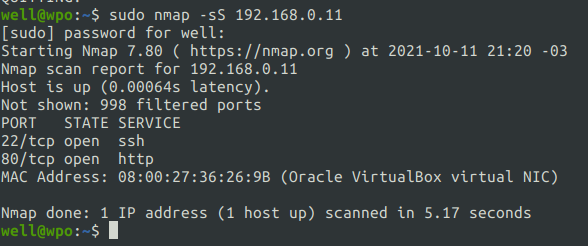 well@wpo:~$ sudo nmap -sS 192.168.0.11
[sudo] password for well:
Starting Nmap 7.80 ( https://nmap.org ) at 2021-10-11 21:20 -03
Nmap scan report for 192.168.0.11
Host is up (0.00064s latency).
Not shown: 998 filtered ports
PORT   STATE SERVICE
22/tcp open  ssh
80/tcp open  http
MAC Address: 08:00:27:36:26:9B (Oracle VirtualBox virtual NIC)
Nmap done: 1 IP address (1 host up) scanned in 5.17 seconds
well@wpo:~$